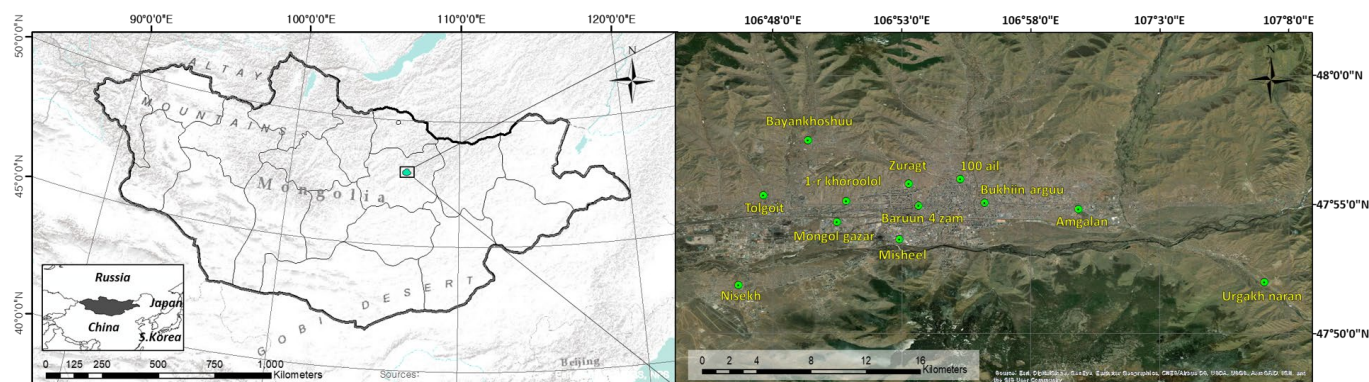 90°0'0"N
100°0'0"N
110°0'0"N
120°0'0"N
50°0'0"N
45°0'0"N
40°0'0"N
N
ALTAY
MOUNTAINS
Mongolia
GOBI DESERT
Beijing
Russia
Japan
China
S.Korea
0 125 250 500 750 1,000
Kilometers
Sources:
106°48'0"N
106°53'0"N
106°58'0"N
107°3'0"N
107°8'0"N
48°0'0"N
47°55'0"N
47°50'0"N
N
Bayankhoshuu
Zuragt
100 ail
1-r khoroolol
Bukhiin arguu
Tolgoit
Baruun 4 zam
Amgalan
Mongol gazar
Misheel
Nisekh
Urgakh naran
0 2 4 8 12 16
Kilometers